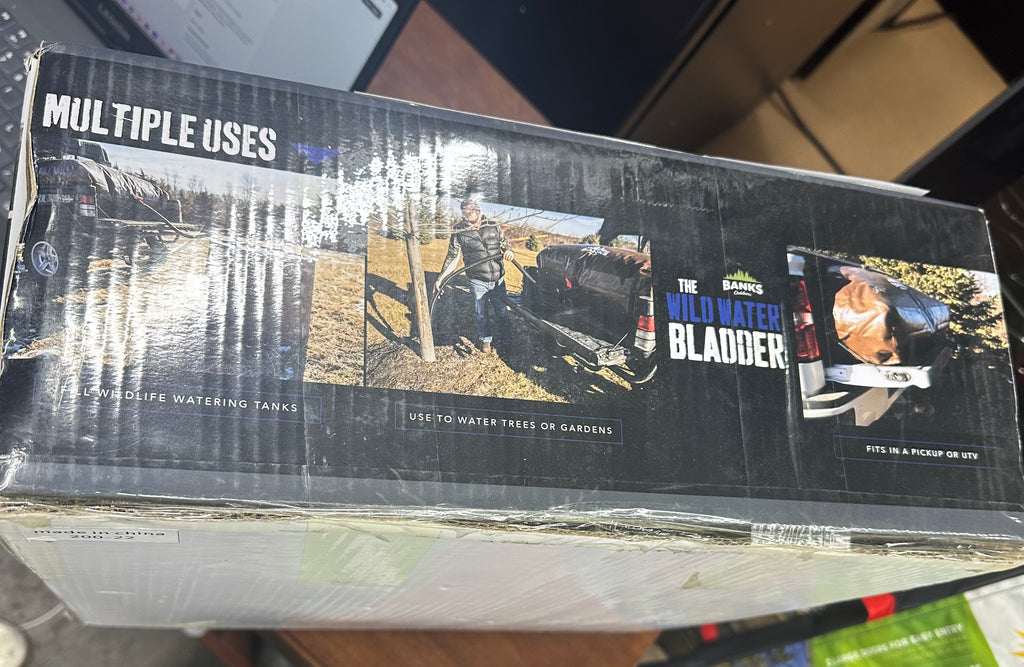 MULTIPLE USES
WILDLIFE WATERING TANKS
USE TO WATER TREES OR GARDENS
BANKS
Outdoors
THE
WILD WATER
BLADDER
FITS IN A PICKUP OR UTV
made in china